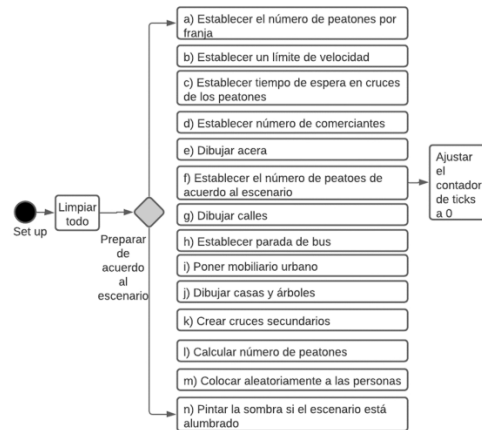 a) Establecer el número de peatones por
franja
b) Establecer un límite de velocidad
c) Establecer tiempo de espera en cruces
de los peatones
d) Establecer número de comerciantes
e) Dibujar acera
f) Establecer el número de peatoes de
acuerdo al escenario
g) Dibujar calles
h) Establecer parada de bus
i) Poner mobiliario urbano
j) Dibujar casas y árboles
k) Crear cruces secundarios
l) Calcular número de peatones
m) Colocar aleatoriamente a las personas
n) Pintar la sombra si el escenario está
alumbrado
Set up
Limpiar
todo
Preparar
de
acuerdo
al
escenario
Ajustar
el
contador
de ticks
a 0